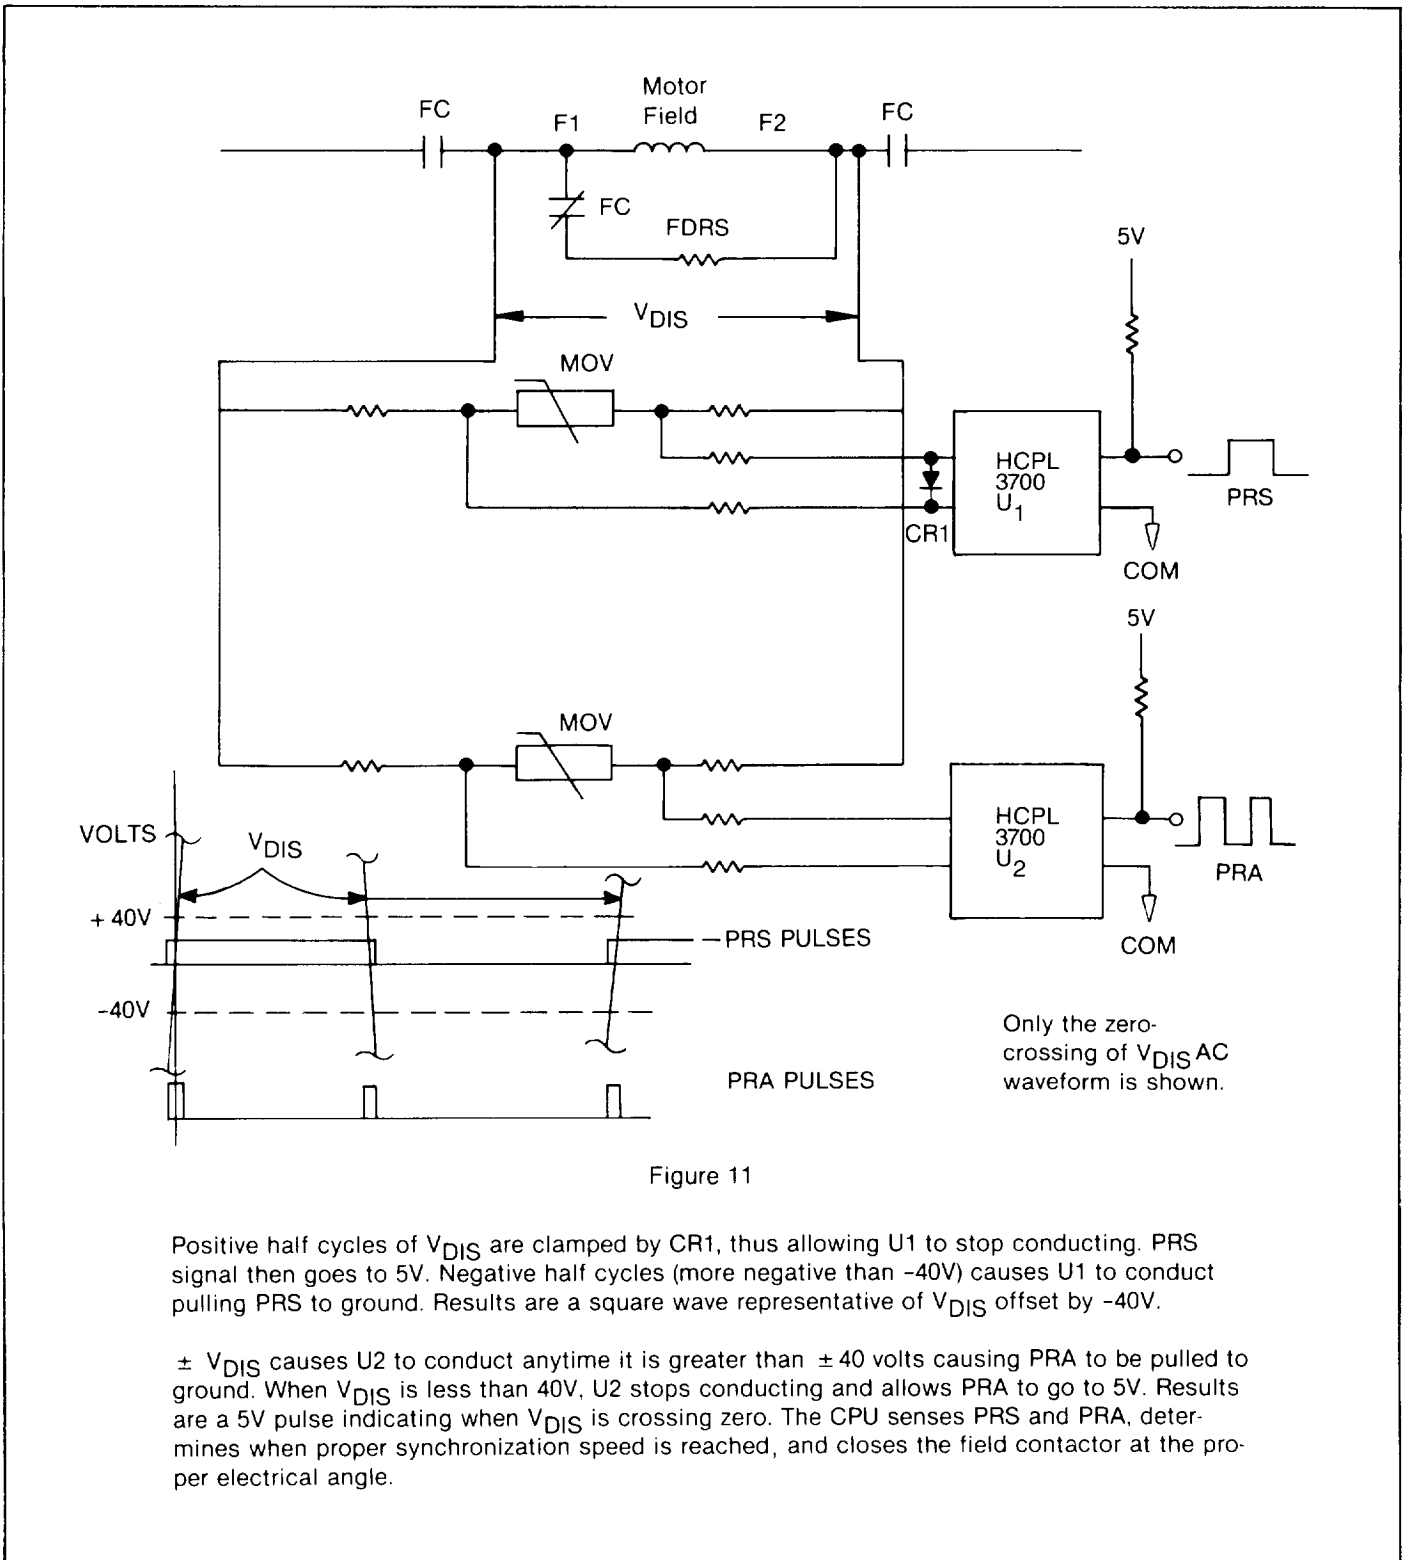 Motor
Field
FC
F1
F2
FC
FC
FDRS
5V
VDIS
MOV
HCPL
3700
U1
PRS
CR1
COM
5V
MOV
HCPL
3700
U2
PRA
COM
VOLTS
VDIS
+ 40V
PRS PULSES
-40V
PRA PULSES
Only the zero-
crossing of VDIS AC
waveform is shown.
Figure 11
Positive half cycles of VDIS are clamped by CR1, thus allowing U1 to stop conducting. PRS
signal then goes to 5V. Negative half cycles (more negative than -40V) causes U1 to conduct
pulling PRS to ground. Results are a square wave representative of VDIS offset by -40V.
± VDIS causes U2 to conduct anytime it is greater than ± 40 volts causing PRA to be pulled to
ground. When VDIS is less than 40V, U2 stops conducting and allows PRA to go to 5V. Results
are a 5V pulse indicating when VDIS is crossing zero. The CPU senses PRS and PRA, deter-
mines when proper synchronization speed is reached, and closes the field contactor at the pro-
per electrical angle.